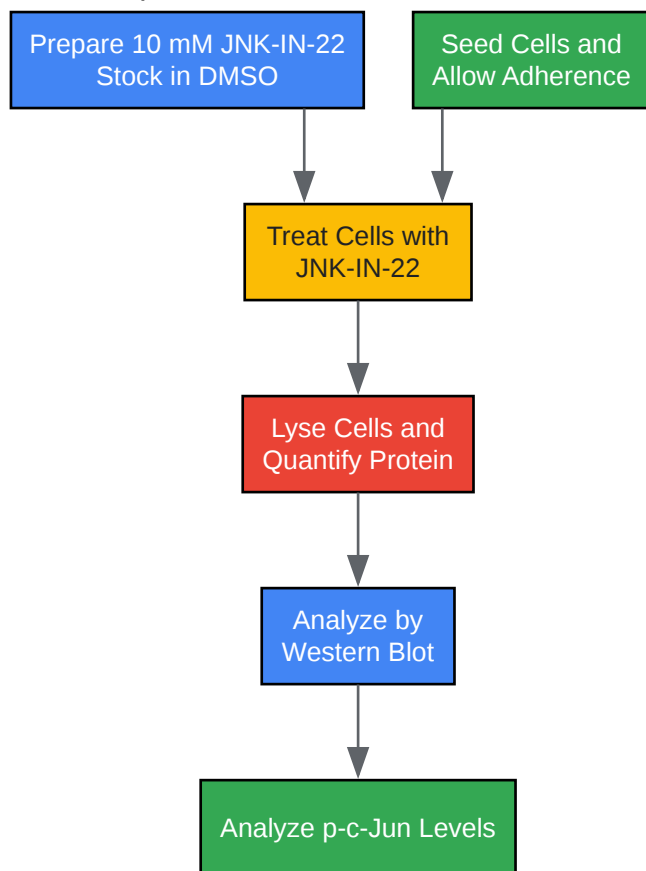 Prepare 10 mM JNK-IN-22
Stock in DMSO
Seed Cells and
Allow Adherence
Treat Cells with
JNK-IN-22
Lyse Cells and
Quantify Protein
Analyze by
Western Blot
Analyze p-c-Jun Levels